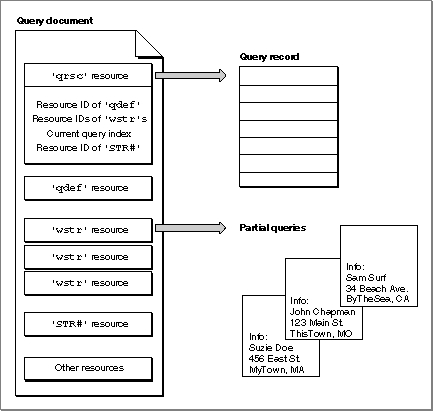 Query document
'qrsc' resource
Resource ID of 'qdef'
Resource IDs of 'wstr's
Current query index
Resource ID of 'STR#'
'qdef' resource
'wstr' resource
'wstr' resource
'wstr' resource
'STR#' resource
Other resources
Query record
Partial queries
Info:
Sam Surf
34 Beach Ave.
ByTheSea, CA
Info:
John Chapman
123 Main St.
ThisTown, MO
Info:
Suzie Doe
456 East St.
MyTown, MA